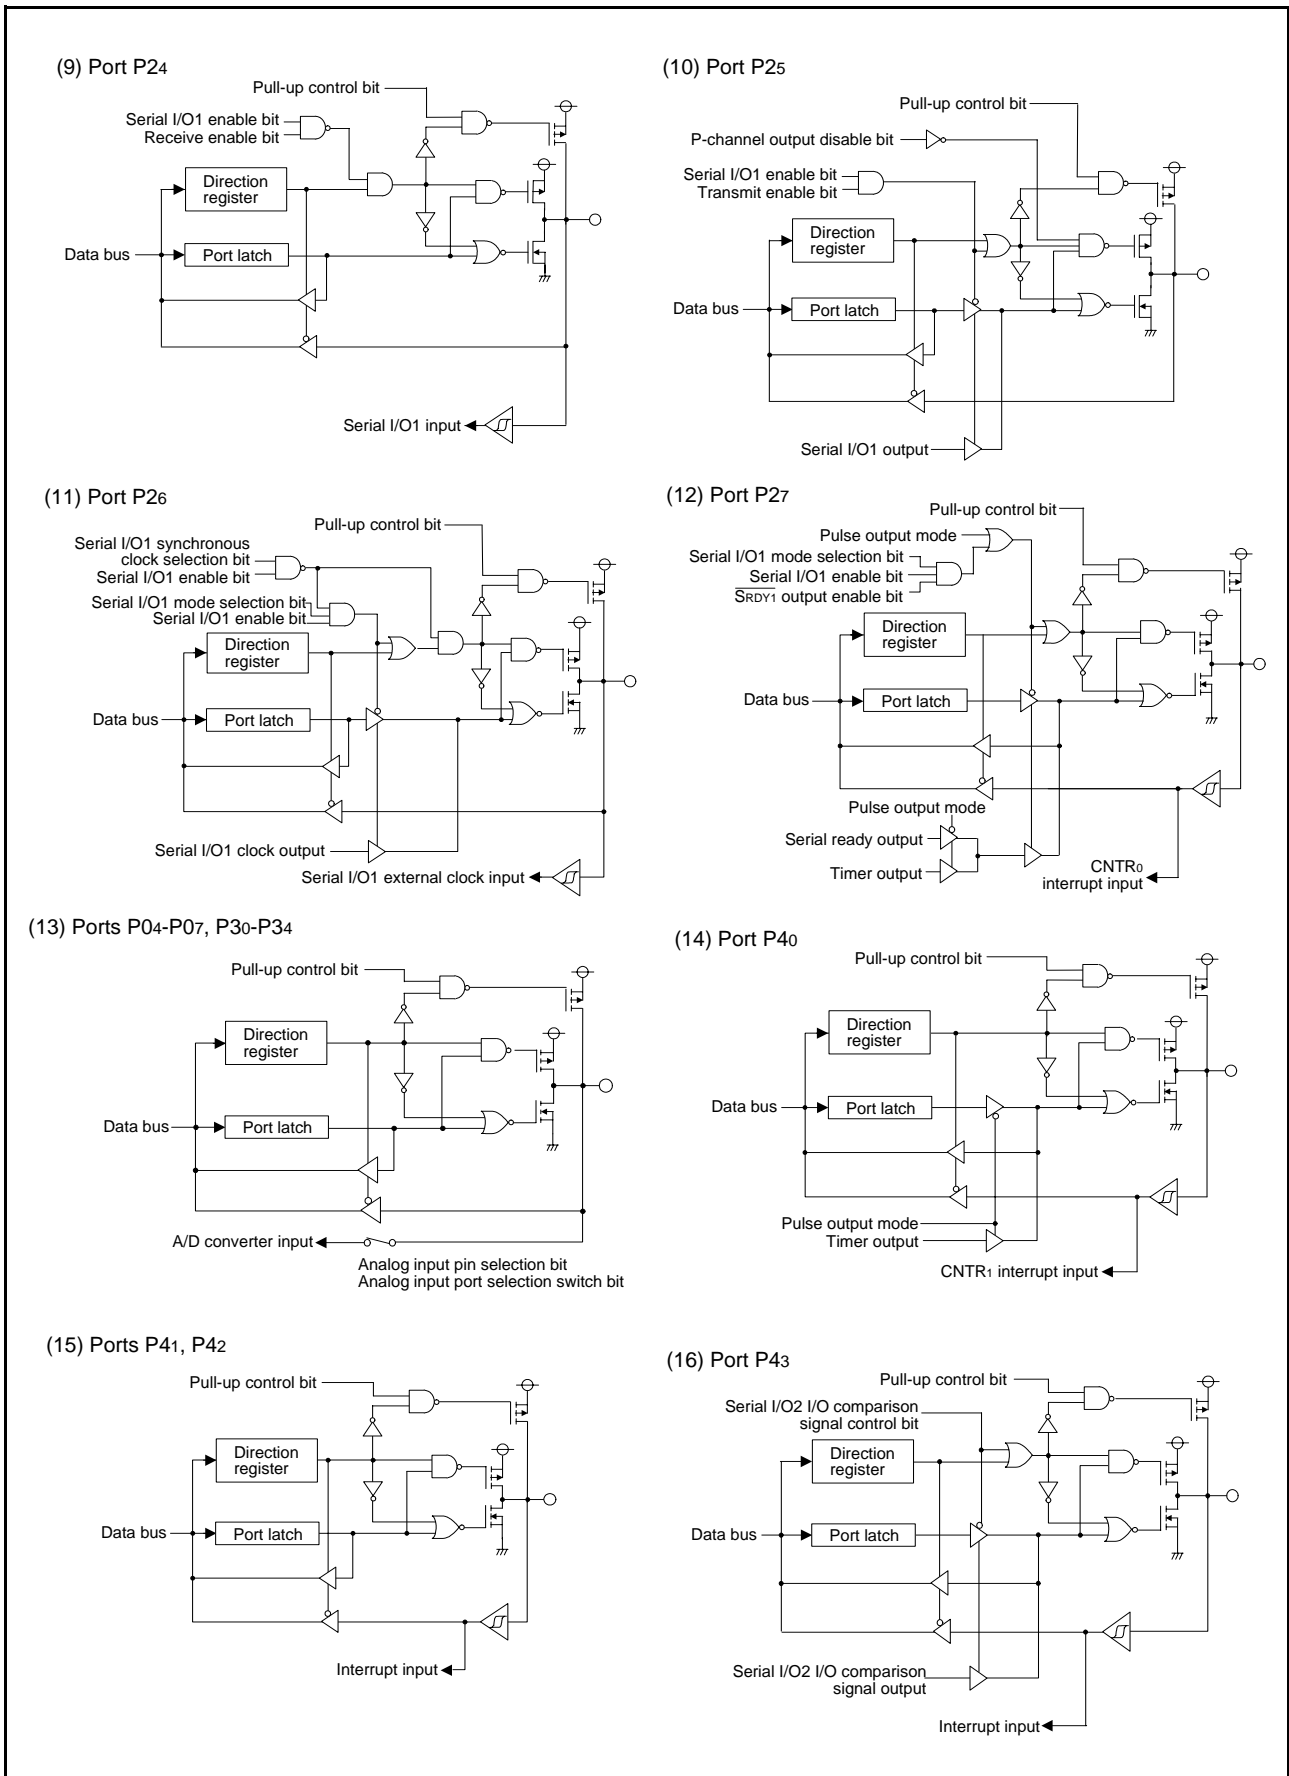 (9) Port P24
Pull-up control bit
Serial I/O1 enable bit
Receive enable bit
Direction
register
Data bus
Port latch
Serial I/O1 input
(10) Port P25
Pull-up control bit
P-channel output disable bit
Serial I/O1 enable bit
Transmit enable bit
Direction
register
Data bus
Port latch
Serial I/O1 output
(11) Port P26
Pull-up control bit
Serial I/O1 synchronous
clock selection bit
Serial I/O1 enable bit
Serial I/O1 mode selection bit
Serial I/O1 enable bit
Direction
register
Data bus
Port latch
Serial I/O1 clock output
Serial I/O1 external clock input
(12) Port P27
Pull-up control bit
Pulse output mode
Serial I/O1 mode selection bit
Serial I/O1 enable bit
SRDY1 output enable bit
Direction
register
Data bus
Port latch
Pulse output mode
Serial ready output
Timer output
CNTR0
interrupt input
(13) Ports P04-P07, P30-P34
Pull-up control bit
Direction
register
Data bus
Port latch
A/D converter input
Analog input pin selection bit
Analog input port selection switch bit
(14) Port P40
Pull-up control bit
Direction
register
Data bus
Port latch
Pulse output mode
Timer output
CNTR1 interrupt input
(15) Ports P41, P42
Pull-up control bit
Direction
register
Data bus
Port latch
Interrupt input
(16) Port P43
Pull-up control bit
Serial I/O2 I/O comparison
signal control bit
Direction
register
Data bus
Port latch
Serial I/O2 I/O comparison
signal output
Interrupt input